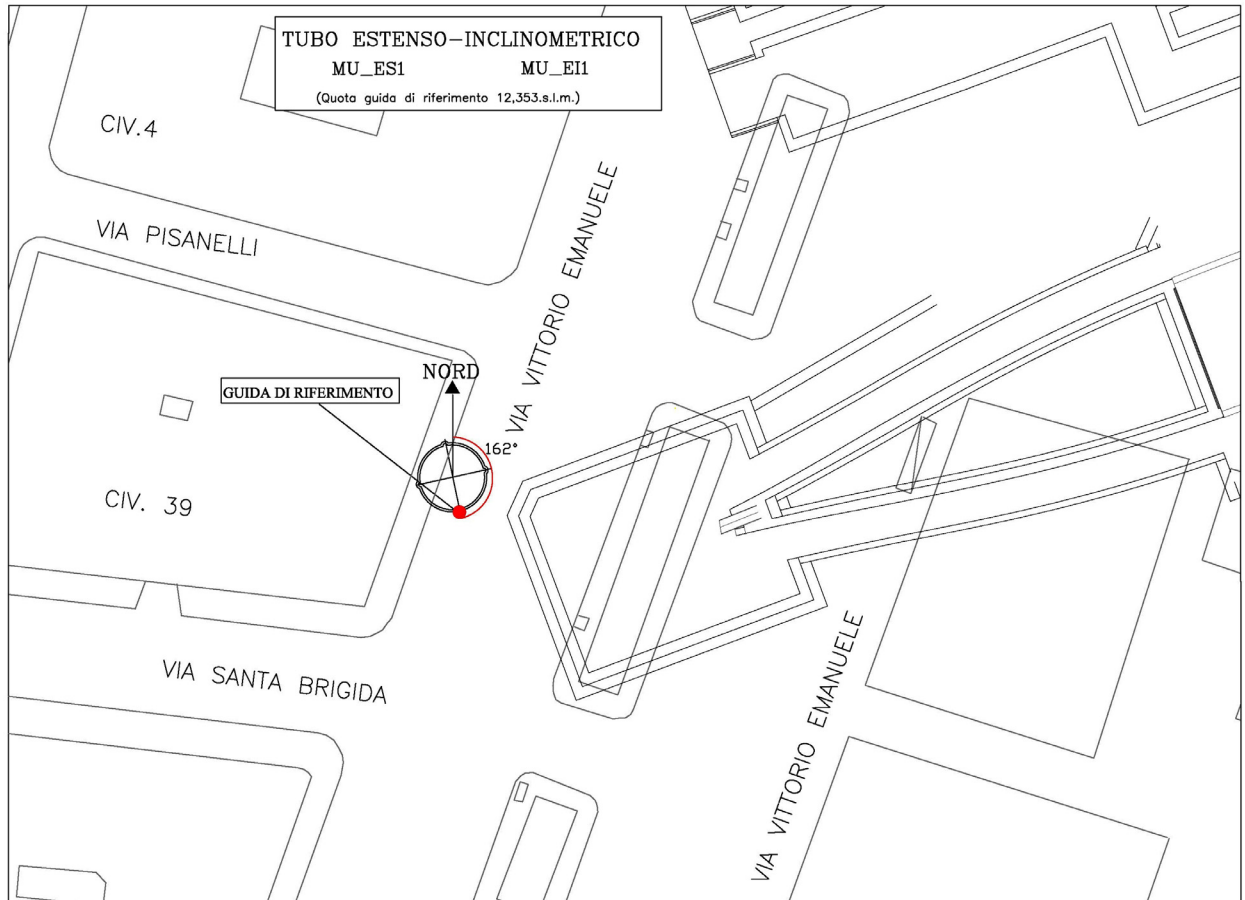 TUBO ESTENSO-INCLINOMETRICO
MU_ES1 MU_EI1
(Quota guida di riferimento 12,353.s.l.m.)
CIV.4
VIA PISANELLI
VIA VITTORIO EMANUELE
NORD
GUIDA DI RIFERIMENTO
162°
CIV. 39
VIA SANTA BRIGIDA
VIA VITTORIO EMANUELE